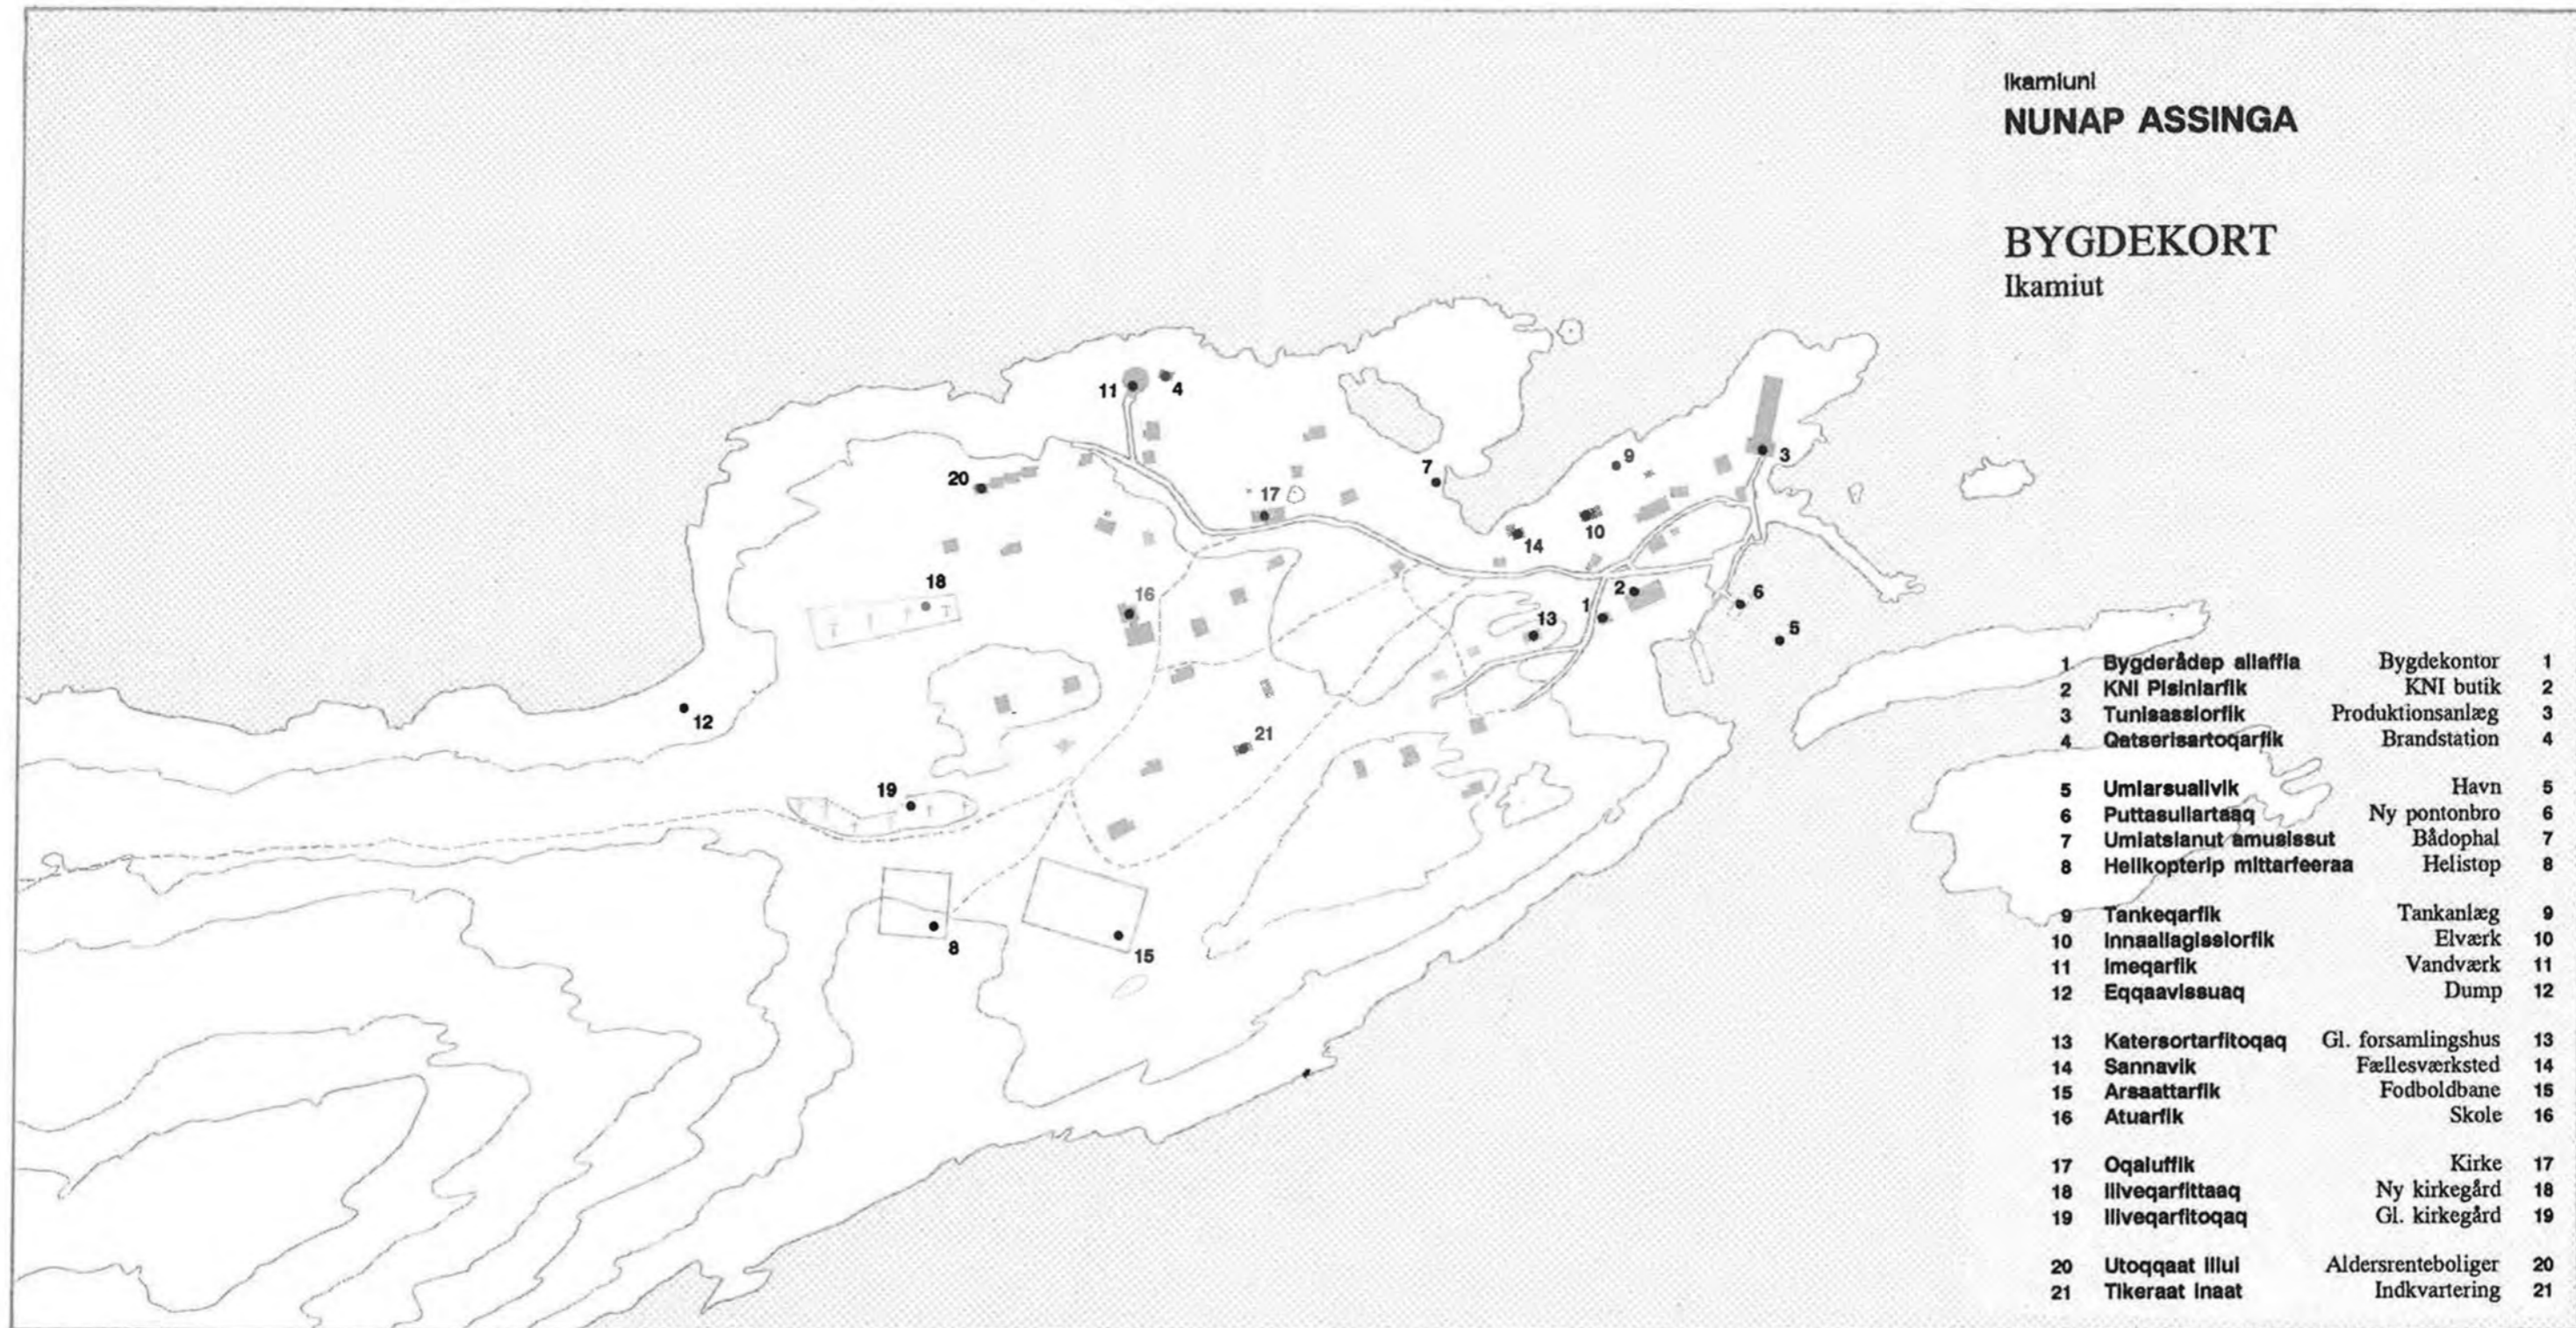 Ikamiuni
NUNAP ASSINGA
BYGDEKORT
Ikamiut
11
4
20
17
7
9
3
10
14
18
16
2
1
13
6
5
12
21
19
8
15
1 Bygderådep allaffia Bygdekontor 1
2 KNI Pisiniarfik KNI butik 2
3 Tunisassiorfik Produktionsanlæg 3
4 Qatserisartoqarfik Brandstation 4
5 Umiarsualivik Havn 5
6 Puttasuliartaaq Ny pontonbro 6
7 Umiatsianut amusissut Bådophal 7
8 Helikopterip mittarfeeraa Helistop 8
9 Tankeqarfik Tankanlæg 9
10 Innaallagissiorfik Elværk 10
11 Imeqarfik Vandværk 11
12 Eqqaavissuaq Dump 12
13 Katersortarfitoqaq Gl. forsamlingshus 13
14 Sannavik Fællesværksted 14
15 Arsaattarfik Fodboldbane 15
16 Atuarfik Skole 16
17 Oqaluffik Kirke 17
18 Iliveqarfittaaq Ny kirkegård 18
19 Iliveqarfitoqaq Gl. kirkegård 19
20 Utoqqaat illui Aldersrenteboliger 20
21 Tikeraat inaat Indkvartering 21